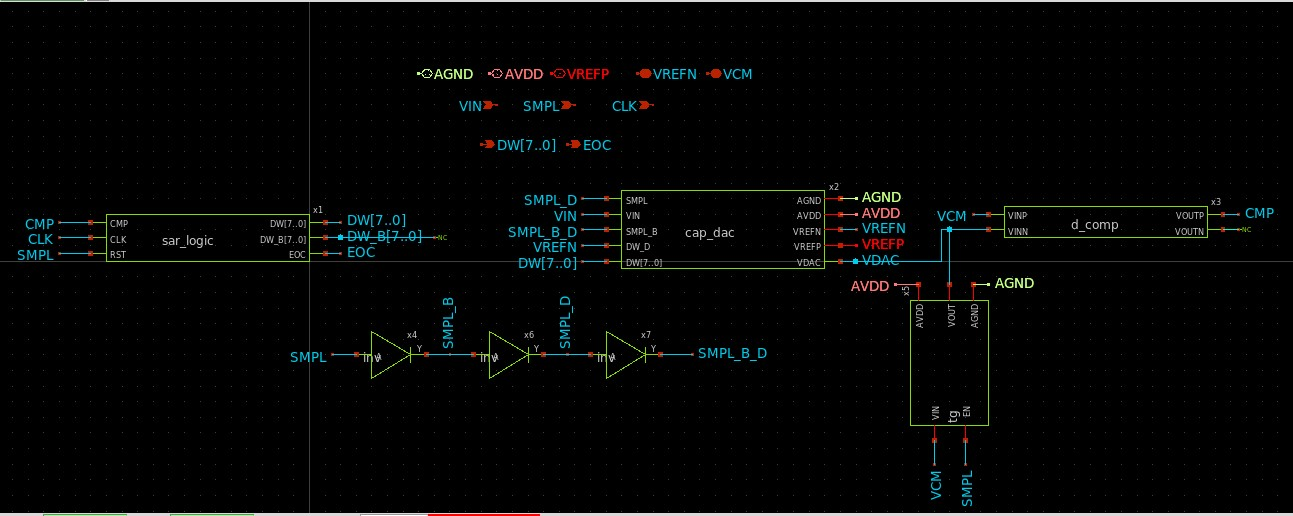 AGND AVDD VREFP VREFN VCM
VIN SMPL CLK
DW[7..0] EOC
x1
CMP CMP DW[7..0] DW[7..0]
CLK CLK sar_logic DW_B[7..0] DW_B[7..0] NC
SMPL RST EOC EOC
x2
SMPL_D SMPL AGND AGND
VIN VIN AVDD AVDD
SMPL_B_D SMPL_B cap_dac VREFN VREFN
VREFN DW_D VREFP VREFP
DW[7..0] DW[7..0] VDAC VDAC
x3
VCM VINP VOUTP CMP
VINN d_comp VOUTN NC
AVDD x5 AGND
AVDD VOUT AGND
VIN tg EN
VCM SMPL
x4 SMPL_B x6 SMPL_D x7
SMPL inv A Y inv A Y inv A Y SMPL_B_D